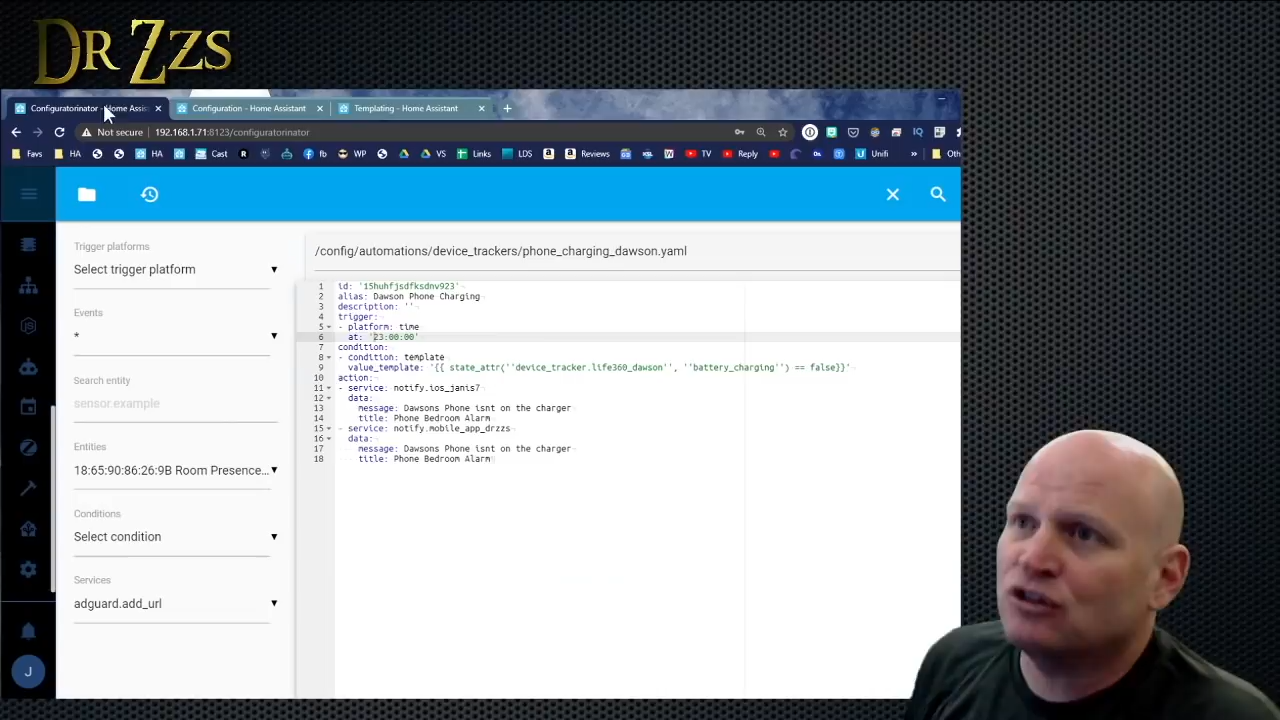 DR ZZS
Configuratorinator - Home Assis
Configuration - Home Assistant
Templating - Home Assistant
Not secure 192.168.1.71:8123/configuratorinator
Favs HA HA Cast fb WP VS Links LDS Reviews TV Reply Unifi » Oth
Trigger platforms
Select trigger platform
Events
*
Search entity
sensor.example
Entities
18:65:90:86:26:9B Room Presence...
Conditions
Select condition
Services
adguard.add_url
J
/config/automations/device_trackers/phone_charging_dawson.yaml
1 id: '15huhfjsdfksdnv923'
2 alias: Dawson Phone Charging
3 description: ''
4 trigger:
5 - platform: time
6 at: '23:00:00'
7 condition:
8 - condition: template
9 value_template: '{{ state_attr(''device_tracker.life360_dawson'', ''battery_charging'') == false}}'
10 action:
11 - service: notify.ios_janis7
12 data:
13 message: Dawsons Phone isnt on the charger
14 title: Phone Bedroom Alarm
15 - service: notify.mobile_app_drzzs
16 data:
17 message: Dawsons Phone isnt on the charger
18 title: Phone Bedroom Alarm